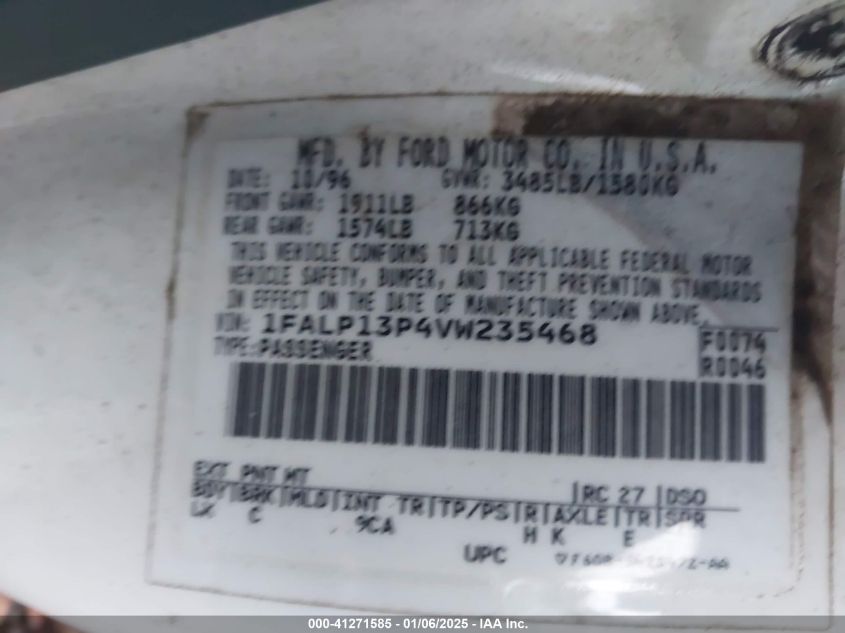 MFD. BY FORD MOTOR CO. IN U.S.A.
DATE: 10/96 GVWR: 3485LB/1580KG
FRONT GAWR: 1911LB 866KG
REAR GAWR: 1574LB 713KG
THIS VEHICLE CONFORMS TO ALL APPLICABLE FEDERAL MOTOR
VEHICLE SAFETY, BUMPER, AND THEFT PREVENTION STANDARDS
IN EFFECT ON THE DATE OF MANUFACTURE SHOWN ABOVE.
VIN: 1FALP13P4VW235468 F0074
TYPE: PASSENGER R0046
EXT PNT MT RC 27 DSO
BDY BRK MLD INT TR TP/PS R AXLE TR SPR
LK C 9CA H K E
UPC
000-41271585 01/06/2025 - IAA Inc.